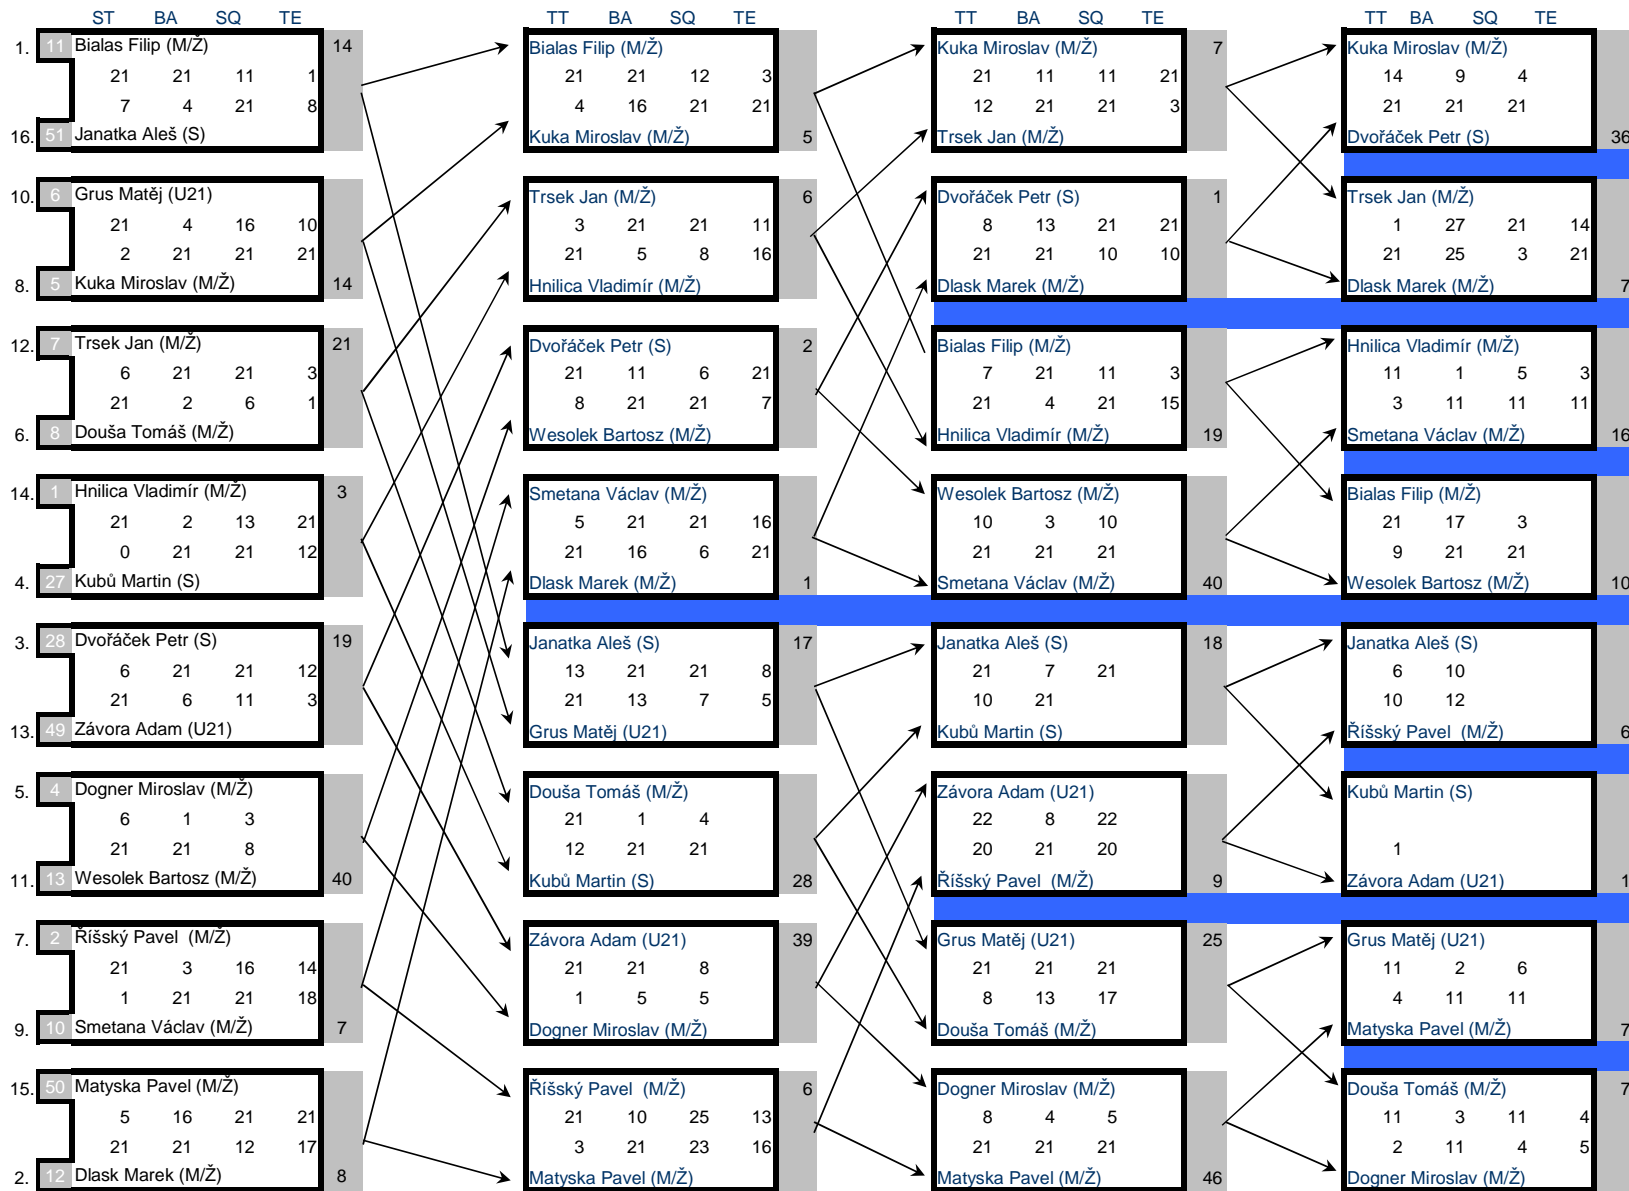 ST BA SQ TE
1. 11 Bialas Filip (M/Ž) 14
21 21 11 1
7 4 21 8
16. 51 Janatka Aleš (S)
10. 6 Grus Matěj (U21)
21 4 16 10
2 21 21 21
8. 5 Kuka Miroslav (M/Ž) 14
12. 7 Trsek Jan (M/Ž) 21
6 21 21 3
21 2 6 1
6. 8 Douša Tomáš (M/Ž)
14. 1 Hnilica Vladimír (M/Ž) 3
21 2 13 21
0 21 21 12
4. 27 Kubů Martin (S)
3. 28 Dvořáček Petr (S) 19
6 21 21 12
21 6 11 3
13. 49 Závora Adam (U21)
5. 4 Dogner Miroslav (M/Ž)
6 1 3
21 21 8
11. 13 Wesolek Bartosz (M/Ž) 40
7. 2 Říšský Pavel (M/Ž)
21 3 16 14
1 21 21 18
9. 10 Smetana Václav (M/Ž) 7
15. 50 Matyska Pavel (M/Ž)
5 16 21 21
21 21 12 17
2. 12 Dlask Marek (M/Ž) 8
TT BA SQ TE
Bialas Filip (M/Ž)
21 21 12 3
4 16 21 21
Kuka Miroslav (M/Ž) 5
Trsek Jan (M/Ž) 6
3 21 21 11
21 5 8 16
Hnilica Vladimír (M/Ž)
Dvořáček Petr (S) 2
21 11 6 21
8 21 21 7
Wesolek Bartosz (M/Ž)
Smetana Václav (M/Ž)
5 21 21 16
21 16 6 21
Dlask Marek (M/Ž) 1
Janatka Aleš (S) 17
13 21 21 8
21 13 7 5
Grus Matěj (U21)
Douša Tomáš (M/Ž)
21 1 4
12 21 21
Kubů Martin (S) 28
Závora Adam (U21) 39
21 21 8
1 5 5
Dogner Miroslav (M/Ž)
Říšský Pavel (M/Ž) 6
21 10 25 13
3 21 23 16
Matyska Pavel (M/Ž)
TT BA SQ TE
Kuka Miroslav (M/Ž) 7
21 11 11 21
12 21 21 3
Trsek Jan (M/Ž)
Dvořáček Petr (S) 1
8 13 21 21
21 21 10 10
Dlask Marek (M/Ž)
Bialas Filip (M/Ž)
7 21 11 3
21 4 21 15
Hnilica Vladimír (M/Ž) 19
Wesolek Bartosz (M/Ž)
10 3 10
21 21 21
Smetana Václav (M/Ž) 40
Janatka Aleš (S) 18
21 7 21
10 21
Kubů Martin (S)
Závora Adam (U21)
22 8 22
20 21 20
Říšský Pavel (M/Ž) 9
Grus Matěj (U21) 25
21 21 21
8 13 17
Douša Tomáš (M/Ž)
Dogner Miroslav (M/Ž)
8 4 5
21 21 21
Matyska Pavel (M/Ž) 46
TT BA SQ TE
Kuka Miroslav (M/Ž)
14 9 4
21 21 21
Dvořáček Petr (S) 36
Trsek Jan (M/Ž)
1 27 21 14
21 25 3 21
Dlask Marek (M/Ž) 7
Hnilica Vladimír (M/Ž)
11 1 5 3
3 11 11 11
Smetana Václav (M/Ž) 16
Bialas Filip (M/Ž)
21 17 3
9 21 21
Wesolek Bartosz (M/Ž) 10
Janatka Aleš (S)
6 10
10 12
Říšský Pavel (M/Ž) 6
Kubů Martin (S)
1
Závora Adam (U21) 1
Grus Matěj (U21)
11 2 6
4 11 11
Matyska Pavel (M/Ž) 7
Douša Tomáš (M/Ž) 7
11 3 11 4
2 11 4 5
Dogner Miroslav (M/Ž)